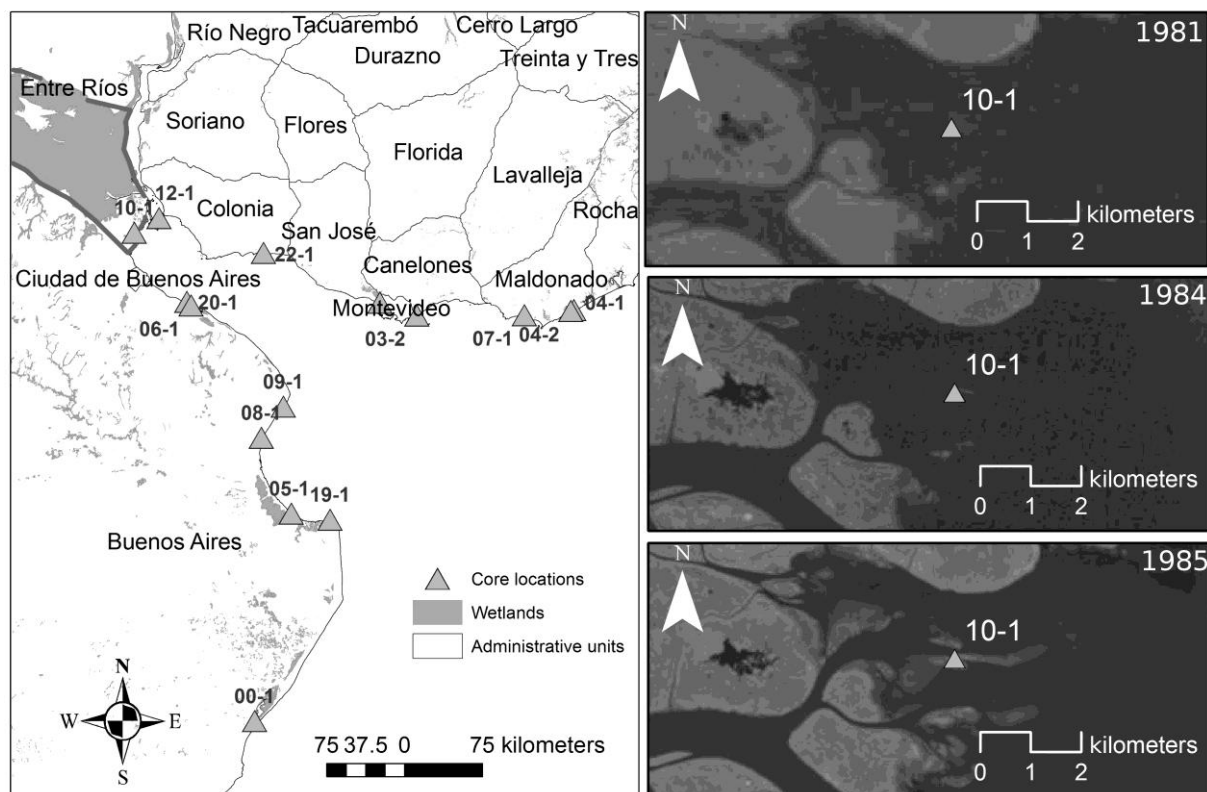 Río Negro
Tacuarembó
Cerro Largo
Durazno
Treinta y Tres
Entre Ríos
Soriano
Flores
Florida
Lavalleja
12-1
10-1
Colonia
Rocha
San José
22-1
Canelones
Ciudad de Buenos Aires
Maldonado
04-1
20-1
Montevideo
06-1
03-2
07-1
04-2
09-1
08-1
05-1
19-1
Buenos Aires
Core locations
Wetlands
Administrative units
00-1
N
W
E
S
75 37.5 0 75 kilometers
N
1981
10-1
kilometers
0 1 2
N
1984
10-1
kilometers
0 1 2
N
1985
10-1
kilometers
0 1 2